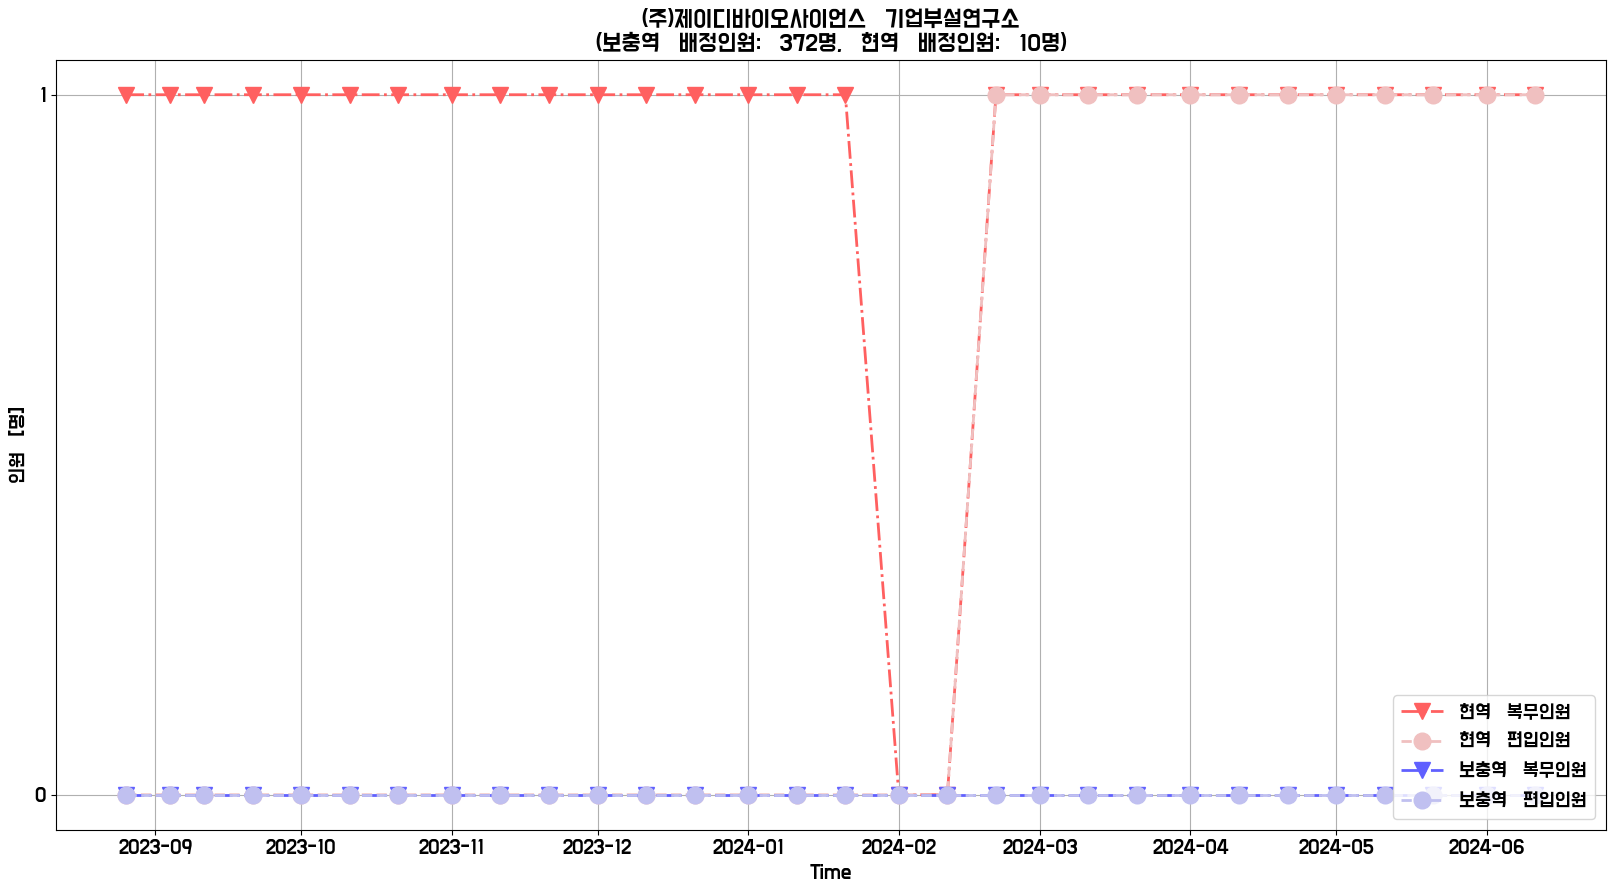 (주)제이디바이오사이언스 기업부설연구소
(보충역 배정인원: 372명, 현역 배정인원: 10명)
1
0
인원 [명]
2023-09 2023-10 2023-11 2023-12 2024-01 2024-02 2024-03 2024-04 2024-05 2024-06
Time
현역 복무인원
현역 편입인원
보충역 복무인원
보충역 편입인원